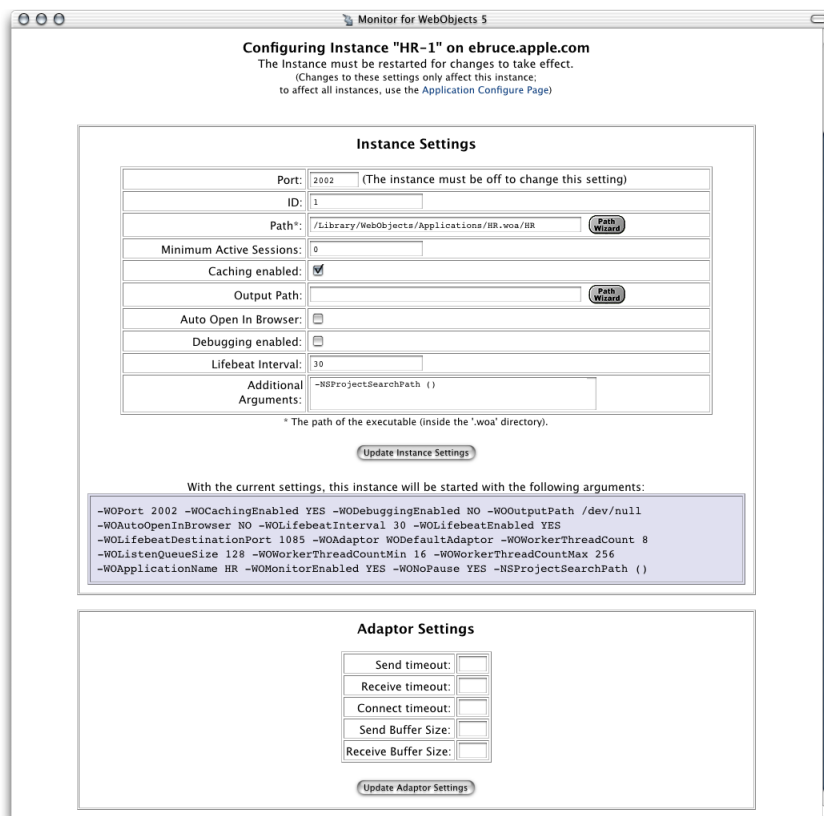 Monitor for WebObjects 5
Configuring Instance "HR-1" on ebruce.apple.com
The Instance must be restarted for changes to take effect.
(Changes to these settings only affect this instance;
to affect all instances, use the Application Configure Page)
Instance Settings
Port: 2002 (The instance must be off to change this setting)
ID: 1
Path*: /Library/WebObjects/Applications/HR.woa/HR Path Wizard
Minimum Active Sessions: 0
Caching enabled:
Output Path: Path Wizard
Auto Open In Browser:
Debugging enabled:
Lifebeat Interval: 30
Additional Arguments: -NSProjectSearchPath ()
* The path of the executable (inside the '.woa' directory).
Update Instance Settings
With the current settings, this instance will be started with the following arguments:
-WOPort 2002 -WOCachingEnabled YES -WODebuggingEnabled NO -WOOutputPath /dev/null
-WOAutoOpenInBrowser NO -WOLifebeatInterval 30 -WOLifebeatEnabled YES
-WOLifebeatDestinationPort 1085 -WOAdaptor WODefaultAdaptor -WOWorkerThreadCount 8
-WOListenQueueSize 128 -WOWorkerThreadCountMin 16 -WOWorkerThreadCountMax 256
-WOApplicationName HR -WOMonitorEnabled YES -WONoPause YES -NSProjectSearchPath ()
Adaptor Settings
Send timeout:
Receive timeout:
Connect timeout:
Send Buffer Size:
Receive Buffer Size:
Update Adaptor Settings